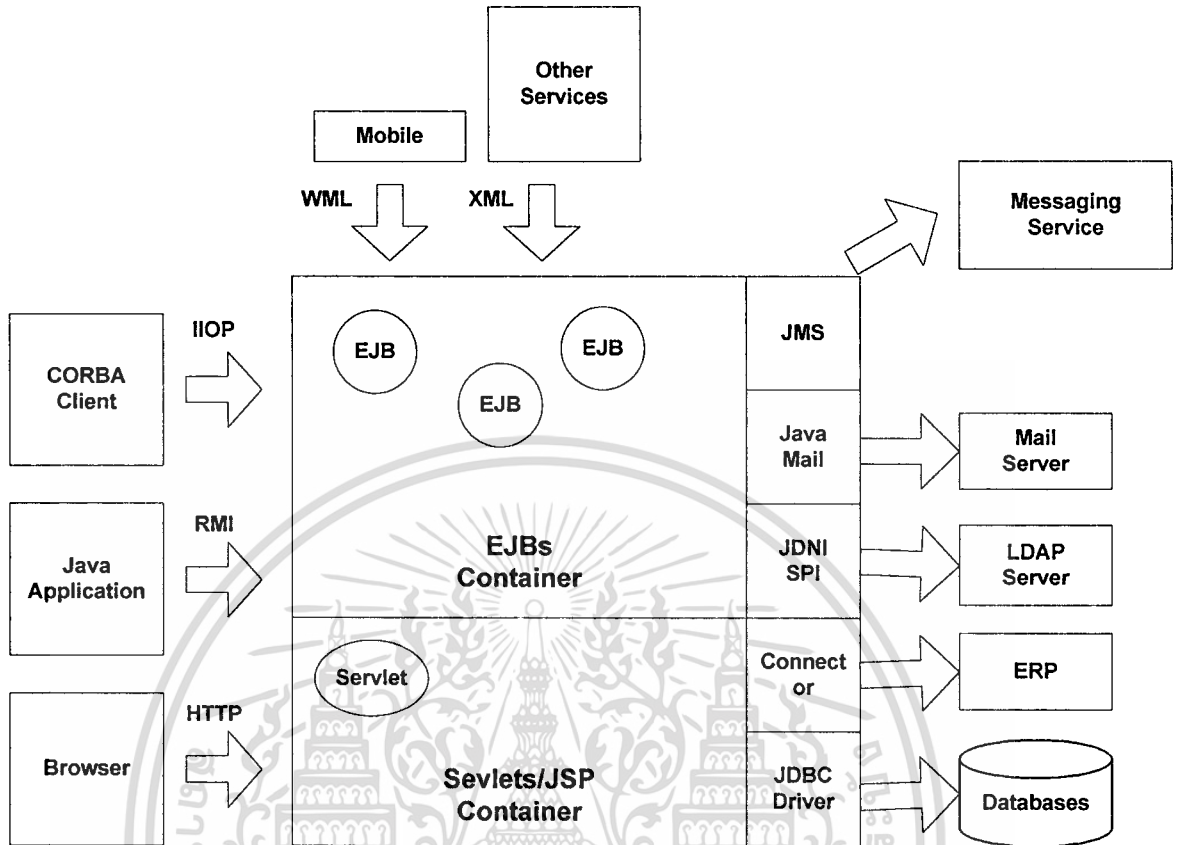 Other
Services
Mobile
WML
XML
Messaging
Service
CORBA
Client
IIOP
EJB
EJB
EJB
JMS
Java
Mail
Mail
Server
Java
Application
RMI
EJBs
Container
JDNI
SPI
LDAP
Server
Servlet
Connect
or
ERP
Browser
HTTP
Sevlets/JSP
Container
JDBC
Driver
Databases